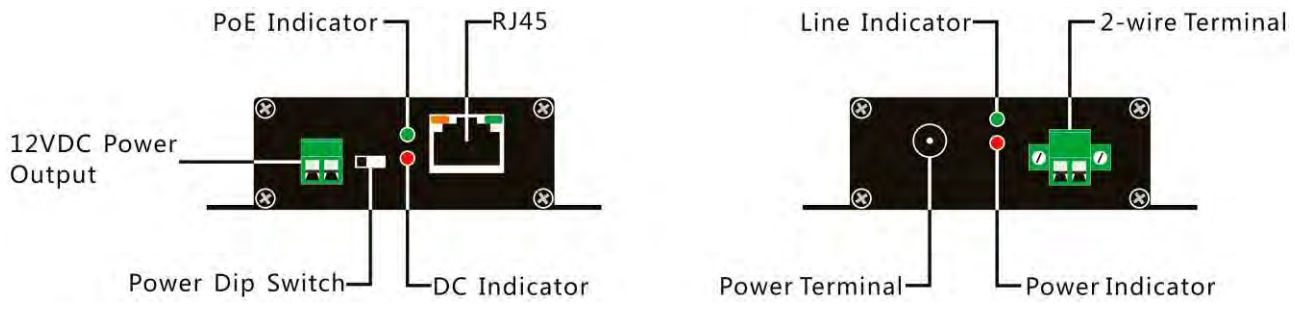 PoE Indicator
RJ45
Line Indicator
2-wire Terminal
12VDC Power
Output
Power Dip Switch
DC Indicator
Power Terminal
Power Indicator